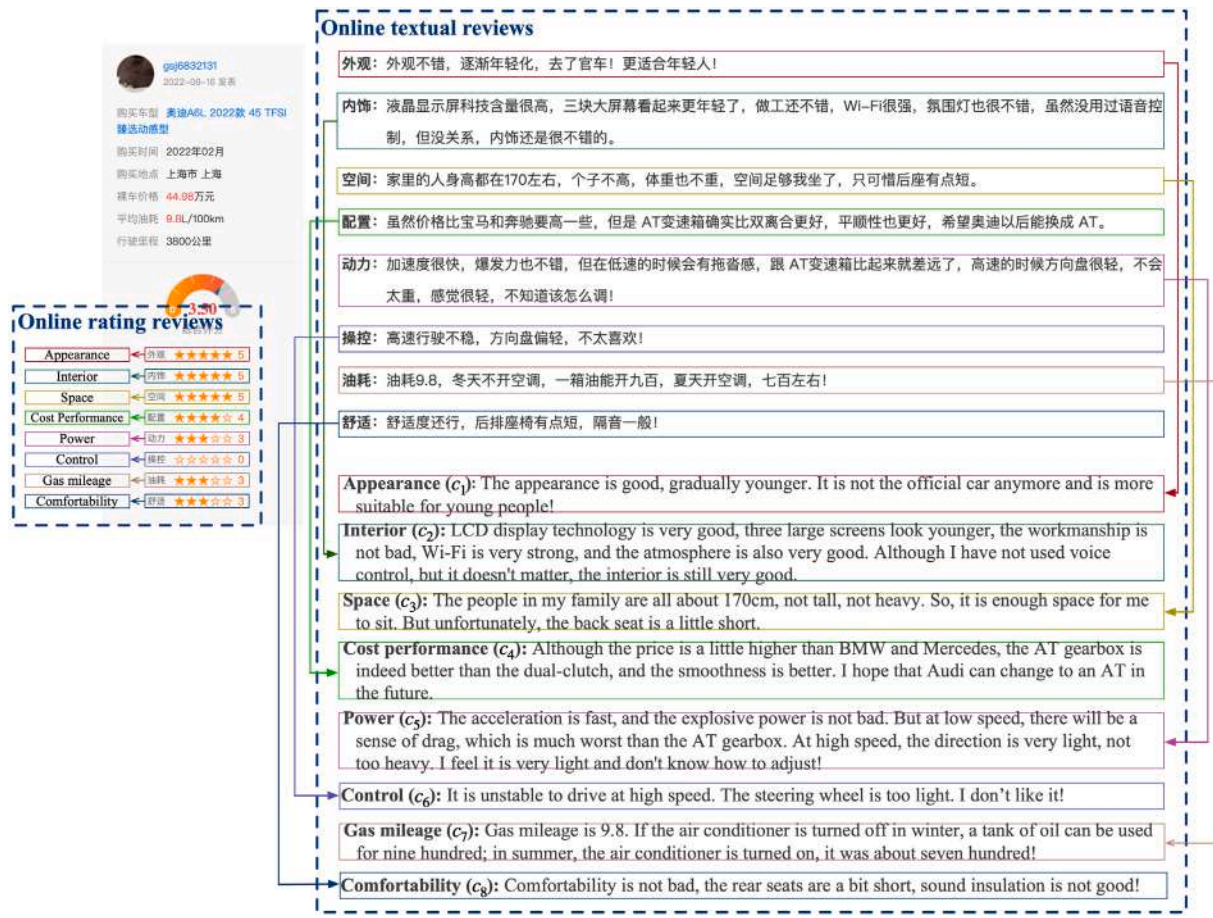 Online textual reviews
gsj6832131
2022-09-16 发表
购买车型 奥迪A6L 2022款 45 TFSI
臻选动感型
购买时间 2022年02月
购买地点 上海市 上海
裸车价格 44.98万元
平均油耗 9.8L/100km
行驶里程 3800公里
3.50
Online rating reviews
Appearance 外观 ★★★★★ 5
Interior 内饰 ★★★★★ 5
Space 空间 ★★★★★ 5
Cost Performance 配置 ★★★★☆ 4
Power 动力 ★★★☆☆ 3
Control 操控 ☆☆☆☆☆ 0
Gas mileage 油耗 ★★★☆☆ 3
Comfortability 舒适 ★★★☆☆ 3
外观：外观不错，逐渐年轻化，去了官车！更适合年轻人！
内饰：液晶显示屏科技含量很高，三块大屏幕看起来更年轻了，做工还不错，Wi-Fi很强，氛围灯也很不错，虽然没用过语音控
制，但没关系，内饰还是很不错的。
空间：家里的人身高都在170左右，个子不高，体重也不重，空间足够我坐了，只可惜后座有点短。
配置：虽然价格比宝马和奔驰要高一些，但是 AT变速箱确实比双离合更好，平顺性也更好，希望奥迪以后能换成 AT。
动力：加速度很快，爆发力也不错，但在低速的时候会有拖沓感，跟 AT变速箱比起来就差远了，高速的时候方向盘很轻，不会
太重，感觉很轻，不知道该怎么调！
操控：高速行驶不稳，方向盘偏轻，不太喜欢！
油耗：油耗9.8，冬天不开空调，一箱油能开九百，夏天开空调，七百左右！
舒适：舒适度还行，后排座椅有点短，隔音一般！
Appearance (c₁): The appearance is good, gradually younger. It is not the official car anymore and is more
suitable for young people!
Interior (c₂): LCD display technology is very good, three large screens look younger, the workmanship is
not bad, Wi-Fi is very strong, and the atmosphere is also very good. Although I have not used voice
control, but it doesn't matter, the interior is still very good.
Space (c₃): The people in my family are all about 170cm, not tall, not heavy. So, it is enough space for me
to sit. But unfortunately, the back seat is a little short.
Cost performance (c₄): Although the price is a little higher than BMW and Mercedes, the AT gearbox is
indeed better than the dual-clutch, and the smoothness is better. I hope that Audi can change to an AT in
the future.
Power (c₅): The acceleration is fast, and the explosive power is not bad. But at low speed, there will be a
sense of drag, which is much worst than the AT gearbox. At high speed, the direction is very light, not
too heavy. I feel it is very light and don't know how to adjust!
Control (c₆): It is unstable to drive at high speed. The steering wheel is too light. I don’t like it!
Gas mileage (c₇): Gas mileage is 9.8. If the air conditioner is turned off in winter, a tank of oil can be used
for nine hundred; in summer, the air conditioner is turned on, it was about seven hundred!
Comfortability (c₈): Comfortability is not bad, the rear seats are a bit short, sound insulation is not good!